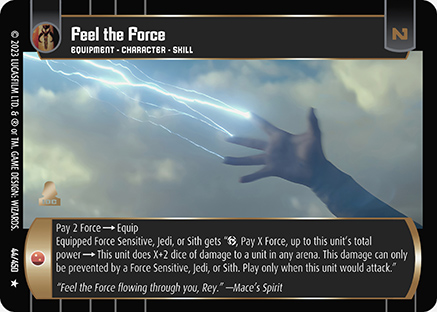 Feel the Force
EQUIPMENT - CHARACTER - SKILL
N
Pay 2 Force → Equip
Equipped Force Sensitive, Jedi, or Sith gets “, Pay X Force, up to this unit’s total
power → This unit does X+2 dice of damage to a unit in any arena. This damage can only
be prevented by a Force Sensitive, Jedi, or Sith. Play only when this unit would attack.”
“Feel the Force flowing through you, Rey.” —Mace’s Spirit
© 2023 LUCASFILM LTD. & ® or TM. GAME DESIGN: WIZARDS.